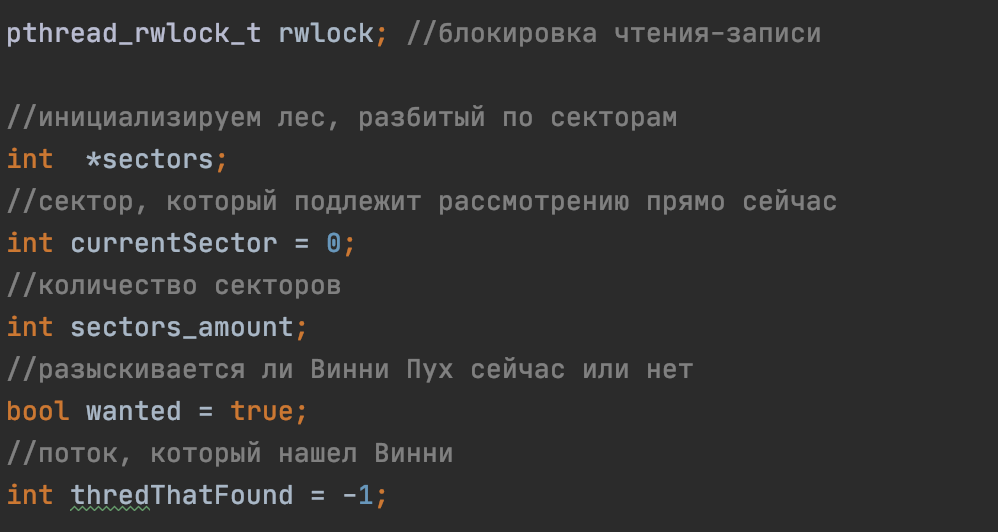 pthread_rwlock_t rwlock; //блокировка чтения-записи
//инициализируем лес, разбитый по секторам
int  *sectors;
//сектор, который подлежит рассмотрению прямо сейчас
int currentSector = 0;
//количество секторов
int sectors_amount;
//разыскивается ли Винни Пух сейчас или нет
bool wanted = true;
//поток, который нашел Винни
int thredThatFound = -1;